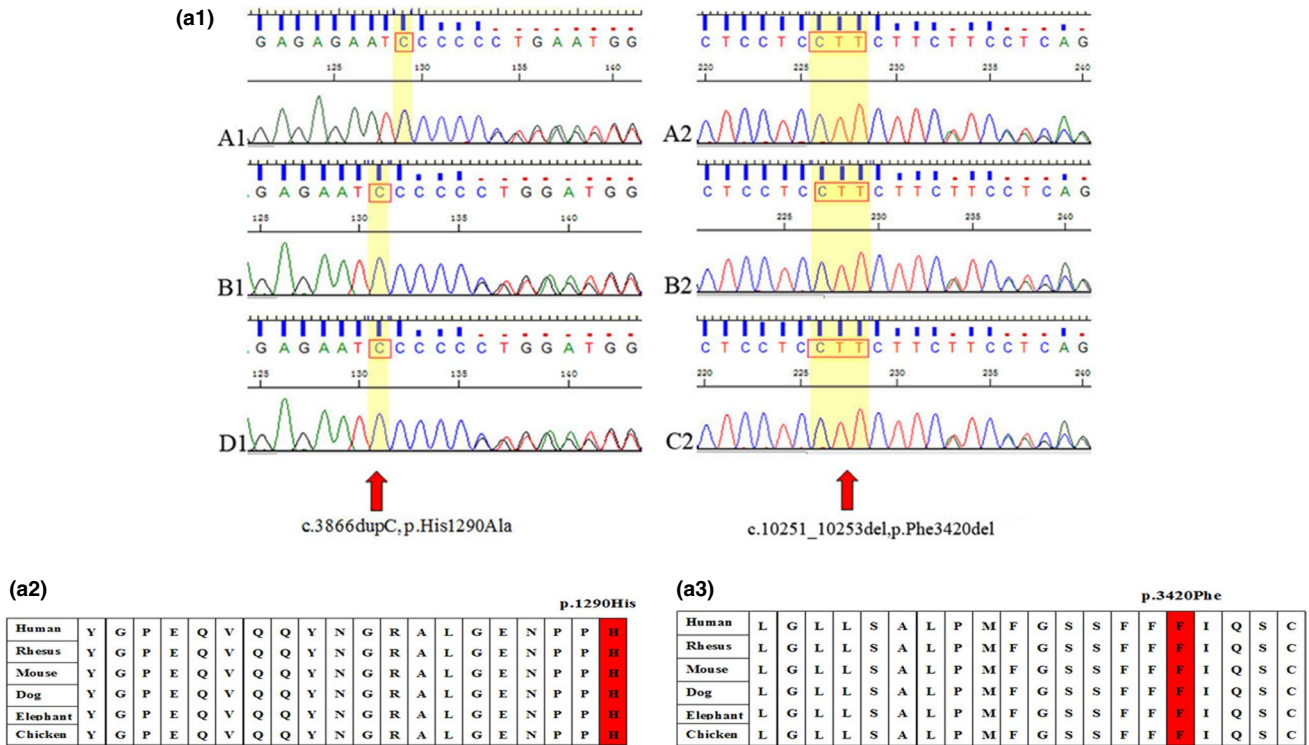 (a1)
G A G A G A A T C C C C C C T G A A T G G
125 130 135 140
A1
. G A G A A T C C C C C C T G G A T G G
125 130 135 140
B1
. G A G A A T C C C C C C T G G A T G G
125 130 135 140
D1
c.3866dupC, p.His1290Ala
C T C C T C C T T C T T C T T C C T C A G
220 225 230 235 240
A2
C T C C T C C T T C T T C T T C C T C A G
225 230 235 240
B2
C T C C T C C T T C T T C T T C C T C A G
220 225 230 235 240
C2
c.10251_10253del,p.Phe3420del
(a2)
p.1290His
Human Y G P E Q V Q Q Y N G R A L G E N P P H
Rhesus Y G P E Q V Q Q Y N G R A L G E N P P H
Mouse Y G P E Q V Q Q Y N G R A L G E N P P H
Dog Y G P E Q V Q Q Y N G R A L G E N P P H
Elephant Y G P E Q V Q Q Y N G R A L G E N P P H
Chicken Y G P E Q V Q Q Y N G R A L G E N P P H
(a3)
p.3420Phe
Human L G L L S A L P M F G S S F F F I Q S C
Rhesus L G L L S A L P M F G S S F F F I Q S C
Mouse L G L L S A L P M F G S S F F F I Q S C
Dog L G L L S A L P M F G S S F F F I Q S C
Elephant L G L L S A L P M F G S S F F F I Q S C
Chicken L G L L S A L P M F G S S F F F I Q S C